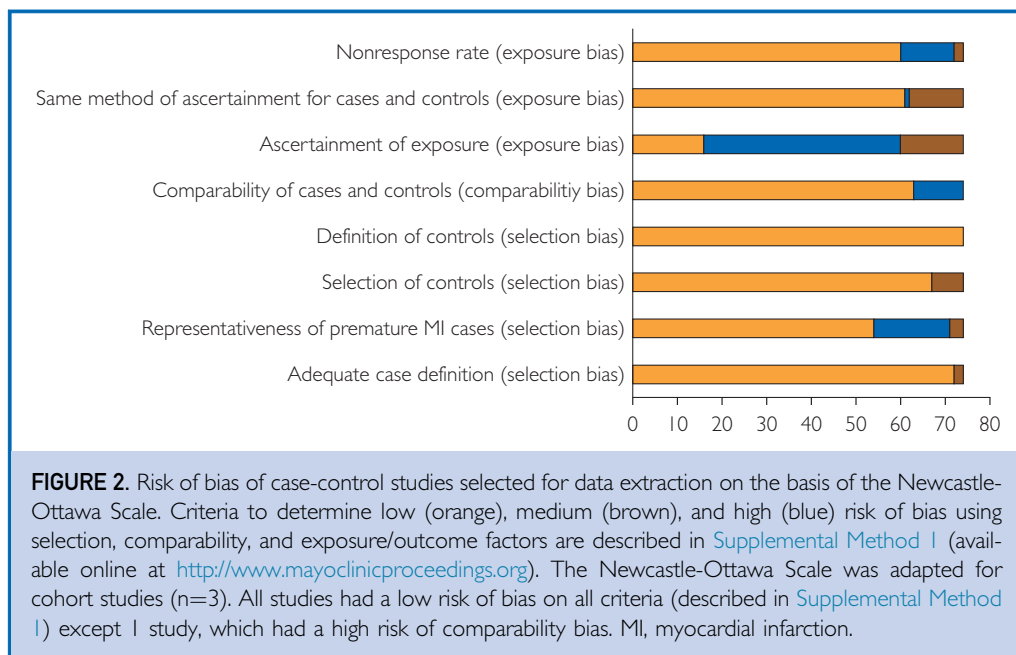 Nonresponse rate (exposure bias)
Same method of ascertainment for cases and controls (exposure bias)
Ascertainment of exposure (exposure bias)
Comparability of cases and controls (comparabilitiy bias)
Definition of controls (selection bias)
Selection of controls (selection bias)
Representativeness of premature MI cases (selection bias)
Adequate case definition (selection bias)
0 10 20 30 40 50 60 70 80
FIGURE 2. Risk of bias of case-control studies selected for data extraction on the basis of the Newcastle-
Ottawa Scale. Criteria to determine low (orange), medium (brown), and high (blue) risk of bias using
selection, comparability, and exposure/outcome factors are described in Supplemental Method 1 (avail-
able online at http://www.mayoclinicproceedings.org). The Newcastle-Ottawa Scale was adapted for
cohort studies (n=3). All studies had a low risk of bias on all criteria (described in Supplemental Method
1) except 1 study, which had a high risk of comparability bias. MI, myocardial infarction.